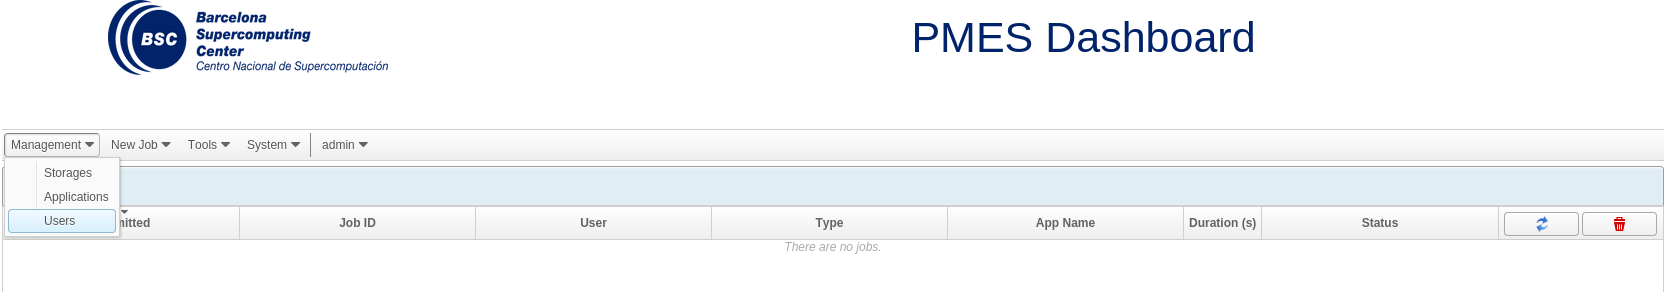 BSC
Barcelona
Supercomputing
Center
Centro Nacional de Supercomputación
PMES Dashboard
Management New Job Tools System admin
Storages
Applications
Users
mitted Job ID User Type App Name Duration (s) Status
There are no jobs.